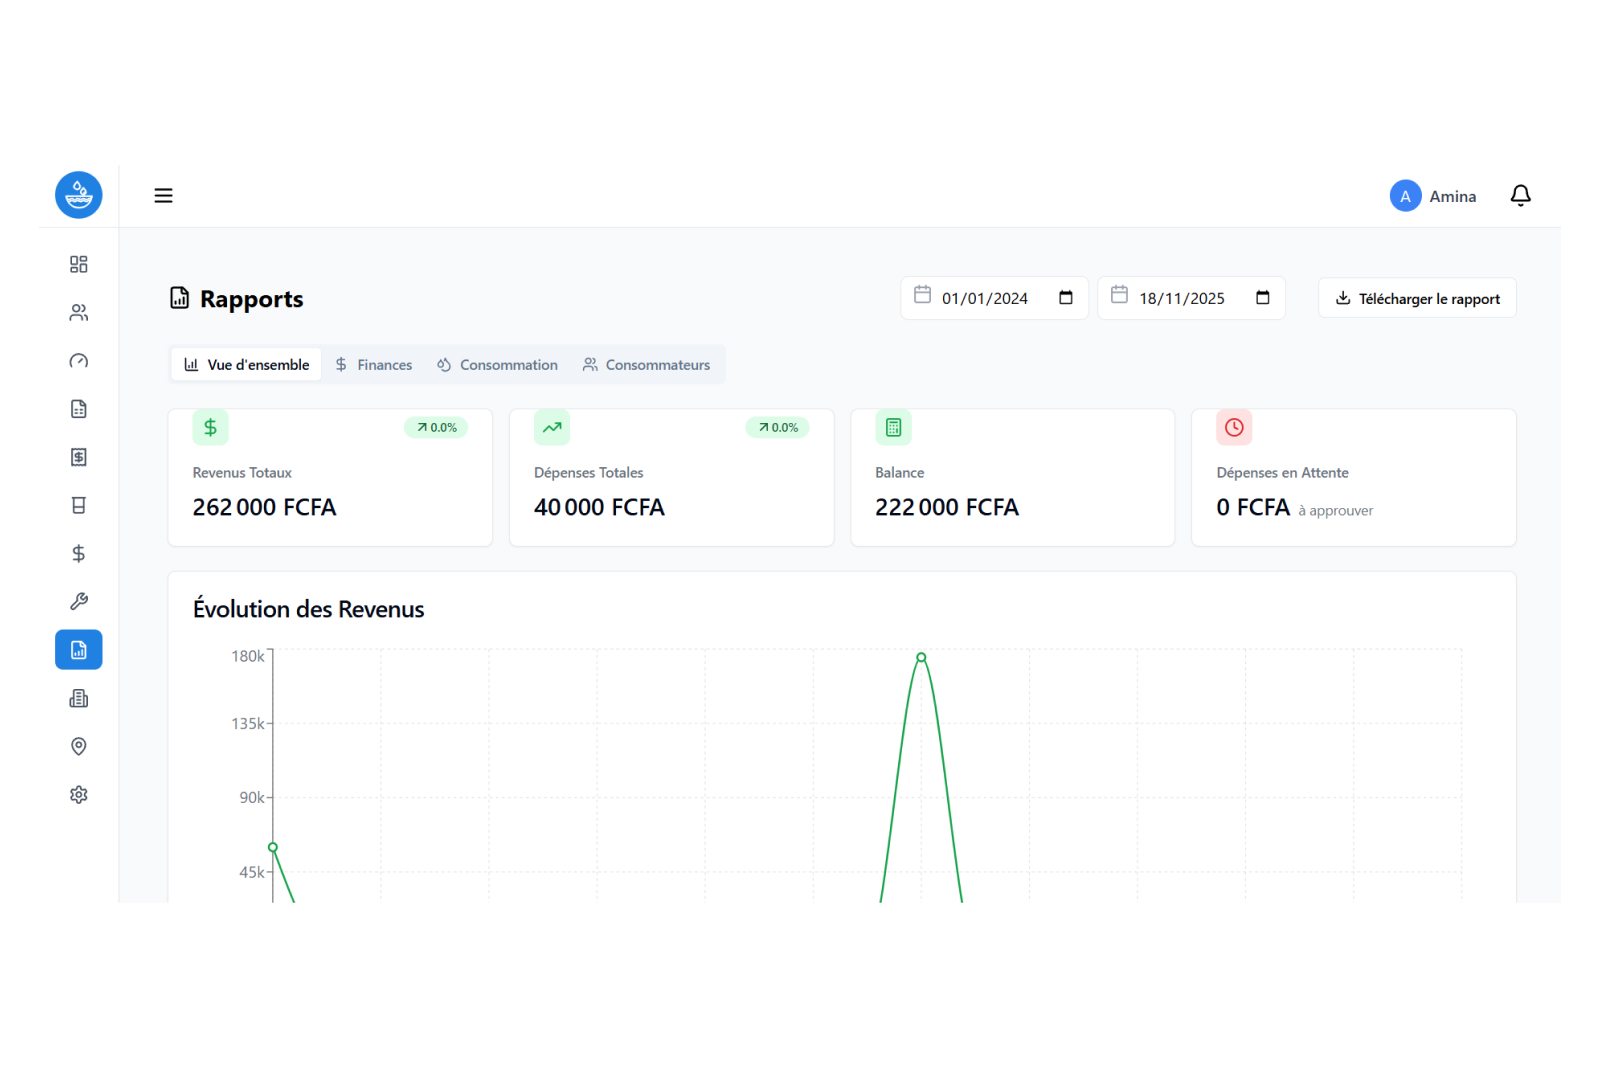 A Amina
Rapports
01/01/2024 18/11/2025 Télécharger le rapport
Vue d'ensemble Finances Consommation Consommateurs
0.0% 0.0%
Revenus Totaux Dépenses Totales Balance Dépenses en Attente
262 000 FCFA 40 000 FCFA 222 000 FCFA 0 FCFA à approuver
Évolution des Revenus
180k
135k
90k
45k